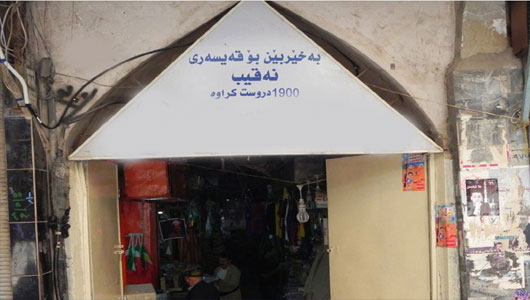 بەخێربێن بۆ قەیسەری
نەقیب
1900 دروست کراوە